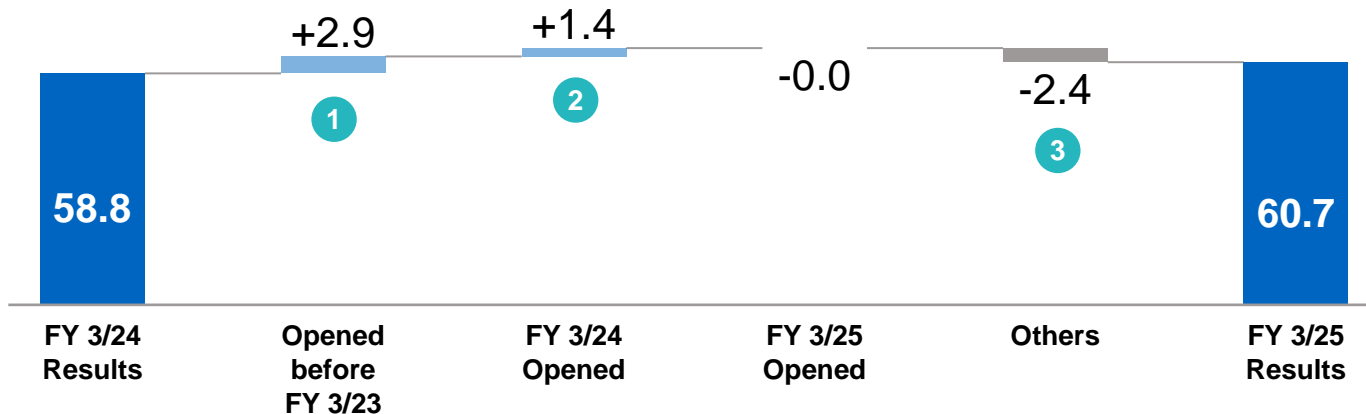 +2.9
+1.4
-0.0
-2.4
1
2
3
58.8
60.7
FY 3/24
Results
Opened
before
FY 3/23
FY 3/24
Opened
FY 3/25
Opened
Others
FY 3/25
Results